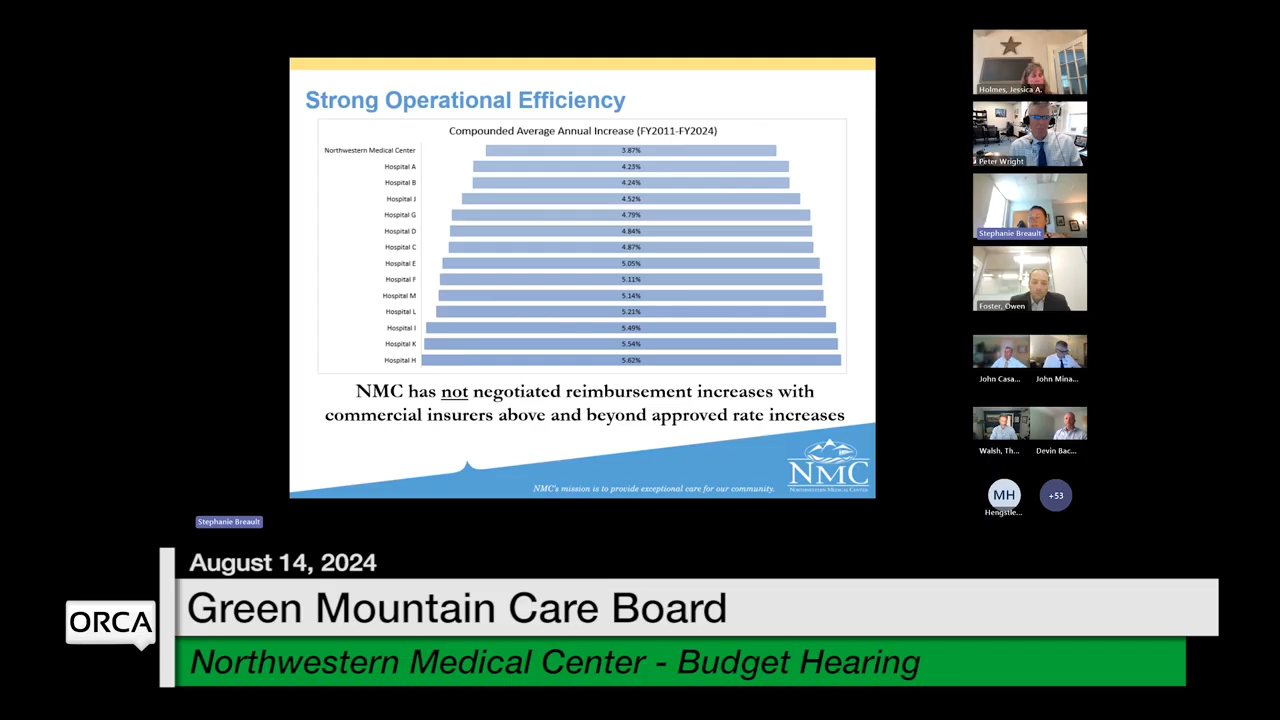 Strong Operational Efficiency
Compounded Average Annual Increase (FY2011-FY2024)
Northwestern Medical Center 3.87%
Hospital A 4.23%
Hospital B 4.24%
Hospital J 4.52%
Hospital G 4.79%
Hospital D 4.84%
Hospital C 4.87%
Hospital E 5.05%
Hospital F 5.11%
Hospital M 5.14%
Hospital L 5.21%
Hospital I 5.49%
Hospital K 5.54%
Hospital H 5.62%
NMC has not negotiated reimbursement increases with
commercial insurers above and beyond approved rate increases
NMC
NORTHWESTERN MEDICAL CENTER
NMC's mission is to provide exceptional care for our community.
Stephanie Breault
Holmes, Jessica A.
Peter Wright
Stephanie Breault
Foster, Owen
John Casa... John Mina...
Walsh, Th... Devin Bac...
MH +53
Hengstle...
August 14, 2024
ORCA
Green Mountain Care Board
Northwestern Medical Center - Budget Hearing